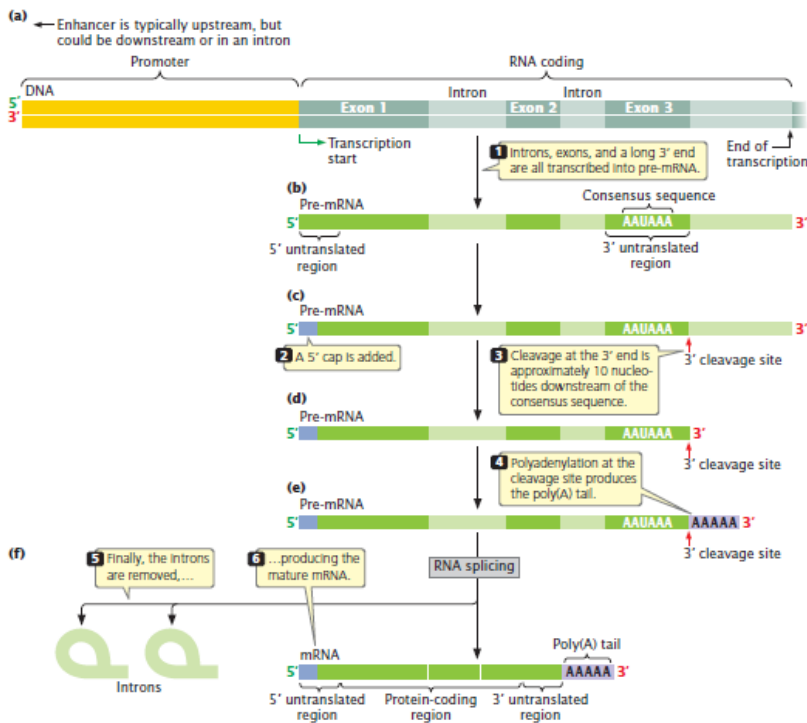 (a)
Enhancer is typically upstream, but
could be downstream or in an intron
Promoter
RNA coding
DNA
Intron
Intron
5′
3′
Exon 1
Exon 2
Exon 3
Transcription
start
1 Introns, exons, and a long 3′ end
are all transcribed into pre-mRNA.
End of
transcription
(b)
Pre-mRNA
Consensus sequence
5′
AAUAAA
3′
5′ untranslated
region
3′ untranslated
region
(c)
Pre-mRNA
5′
AAUAAA
3′
2 A 5′ cap is added.
3 Cleavage at the 3′ end is
approximately 10 nucleo-
tides downstream of the
consensus sequence.
3′ cleavage site
(d)
Pre-mRNA
5′
AAUAAA
3′
3′ cleavage site
4 Polyadenylation at the
cleavage site produces
the poly(A) tail.
(e)
Pre-mRNA
5′
AAUAAA
AAAAA
3′
3′ cleavage site
(f)
5 Finally, the introns
are removed,…
6 …producing the
mature mRNA.
RNA splicing
Introns
mRNA
Poly(A) tail
5′
AAAAA
3′
5′ untranslated
region
Protein-coding
region
3′ untranslated
region